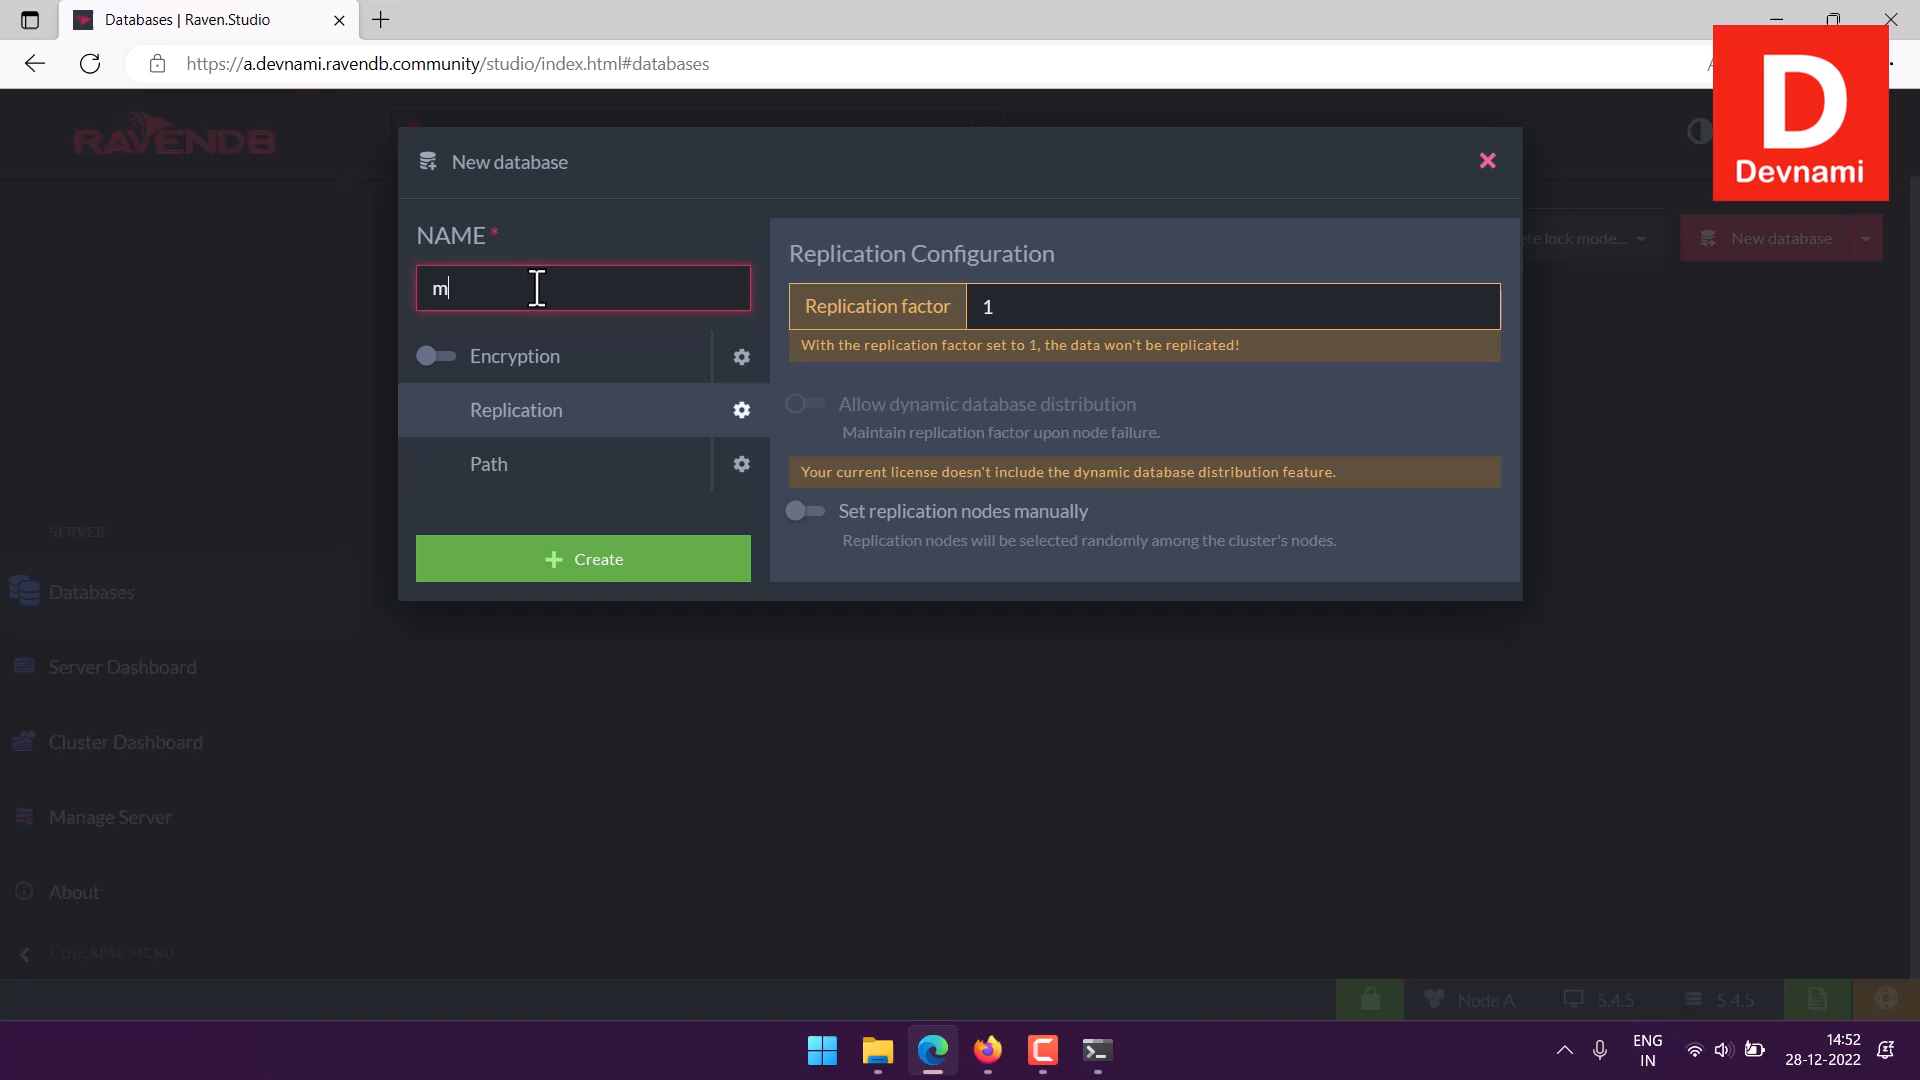 Databases | Raven.Studio
https://a.devnami.ravendb.community/studio/index.html#databases
D
Devnami
RAVENDB
New database
NAME *
m
Encryption
Replication
Path
Create
Replication Configuration
Replication factor 1
With the replication factor set to 1, the data won't be replicated!
Allow dynamic database distribution
Maintain replication factor upon node failure.
Your current license doesn't include the dynamic database distribution feature.
Set replication nodes manually
Replication nodes will be selected randomly among the cluster's nodes.
lock mode...
New database
SERVER
Databases
Server Dashboard
Cluster Dashboard
Manage Server
About
COLLAPSE MENU
Node A
5.4.5
5.4.5
ENG
IN
14:52
28-12-2022